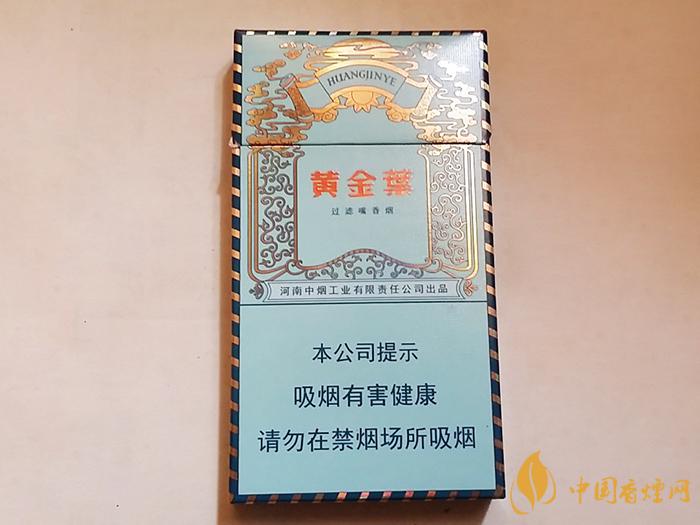 HUANGJINYE
黄金葉
过滤嘴香烟
河南中烟工业有限责任公司出品
本公司提示
吸烟有害健康
请勿在禁烟场所吸烟
中国香煙网